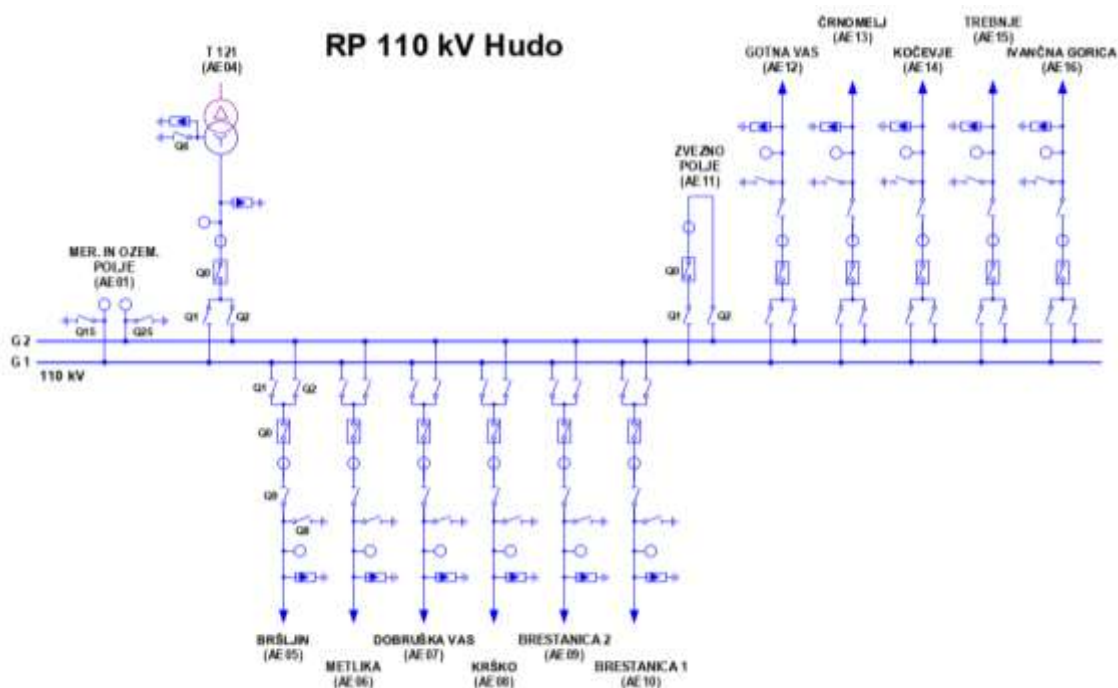 RP 110 kV Hudo
T 121
(AE04)
Q6
Q0
Q1
Q2
MER. IN OZEM.
POLJE
(AE01)
Q15
Q25
ZVEZNO
POLJE
(AE11)
Q0
Q1
Q2
GOTNA VAS
(AE12)
ČRNOMELJ
(AE13)
KOČEVJE
(AE14)
TREBNJE
(AE15)
IVANČNA GORICA
(AE16)
G 2
G 1
110 kV
Q1
Q2
Q0
Q9
Q8
BRŠLJIN
(AE05)
METLIKA
(AE06)
DOBRUŠKA VAS
(AE07)
KRŠKO
(AE08)
BRESTANICA 2
(AE09)
BRESTANICA 1
(AE10)